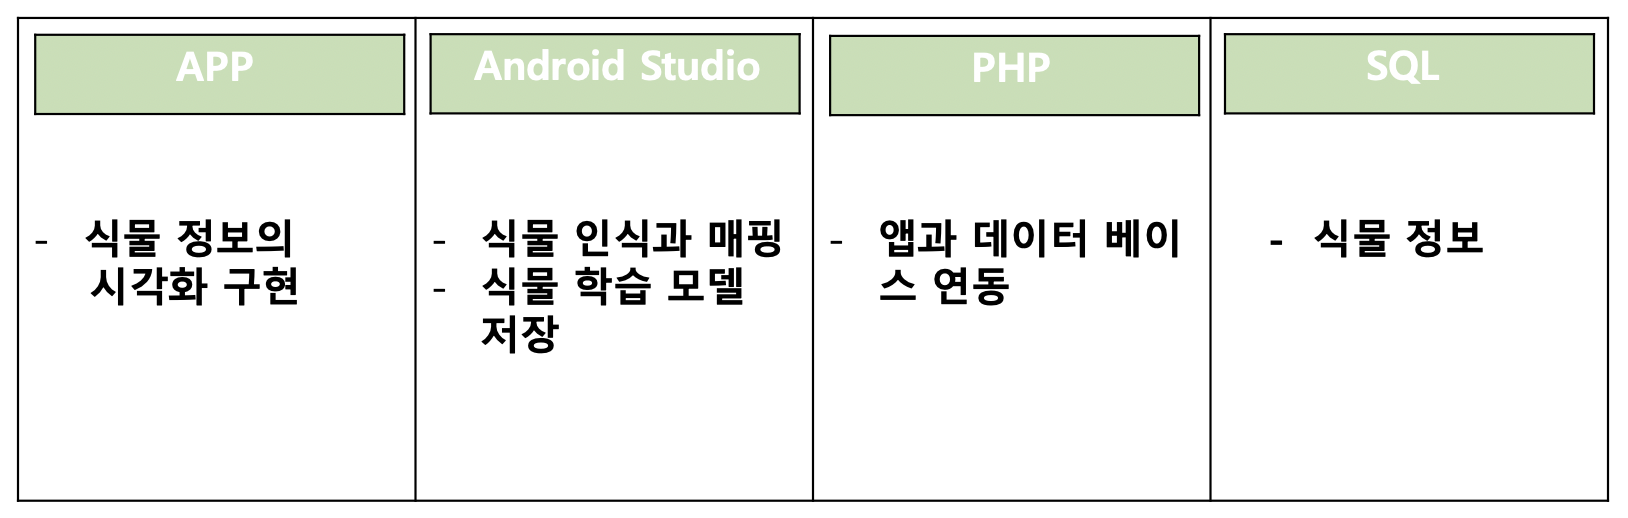 APP
- 식물 정보의
시각화 구현
Android Studio
- 식물 인식과 매핑
- 식물 학습 모델
저장
PHP
- 앱과 데이터 베이
스 연동
SQL
- 식물 정보